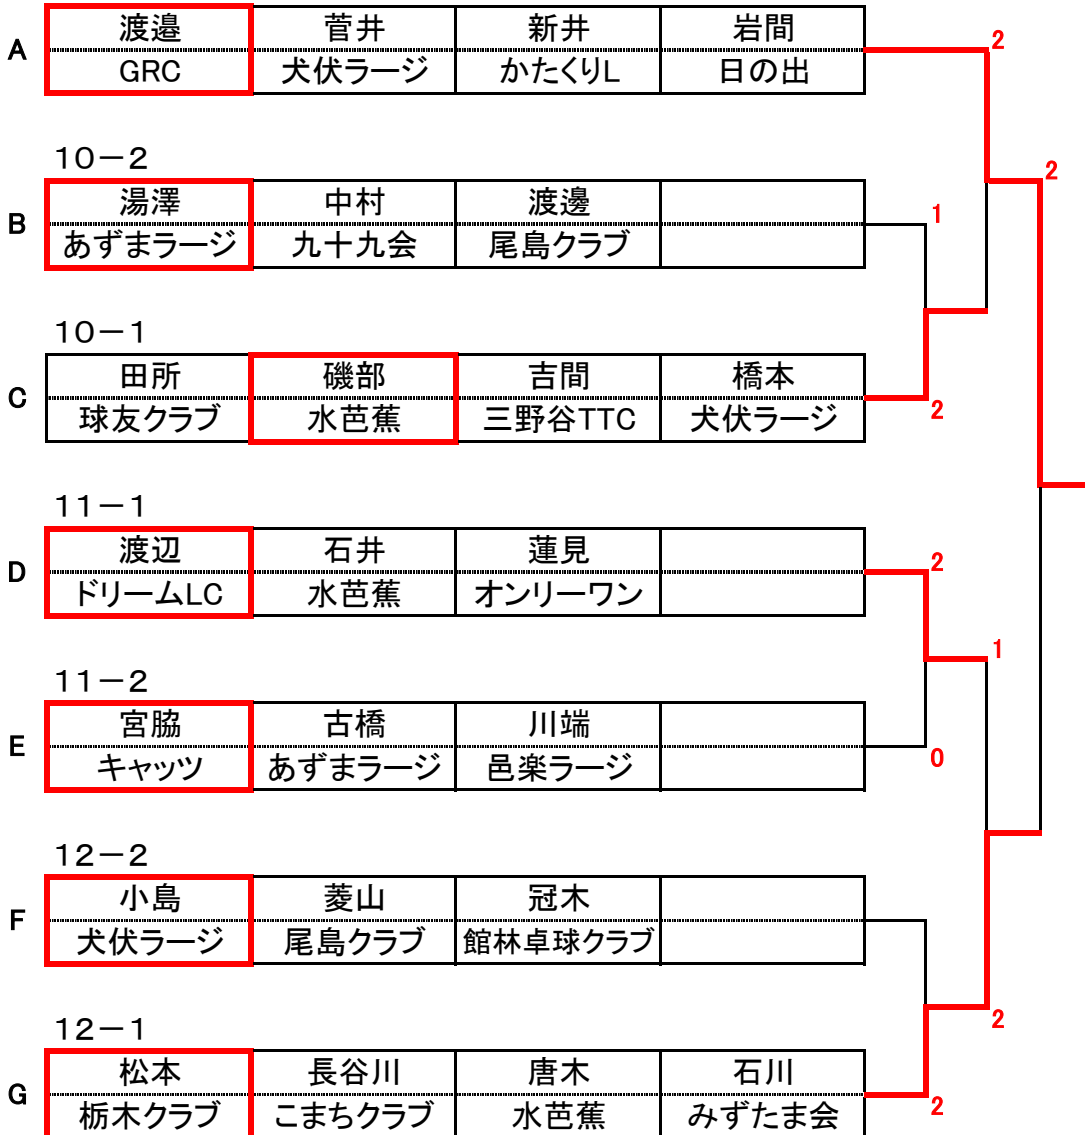 A
渡邉 菅井 新井 岩間
GRC 犬伏ラージ かたくりL 日の出
2
2
10-2
B
湯澤 中村 渡邊
あずまラージ 九十九会 尾島クラブ
1
10-1
C
田所 磯部 吉間 橋本
球友クラブ 水芭蕉 三野谷TTC 犬伏ラージ
2
11-1
D
渡辺 石井 蓮見
ドリームLC 水芭蕉 オンリーワン
2
1
11-2
E
宮脇 古橋 川端
キャッツ あずまラージ 邑楽ラージ
0
12-2
F
小島 菱山 冠木
犬伏ラージ 尾島クラブ 館林卓球クラブ
2
12-1
G
松本 長谷川 唐木 石川
栃木クラブ こまちクラブ 水芭蕉 みずたま会
2